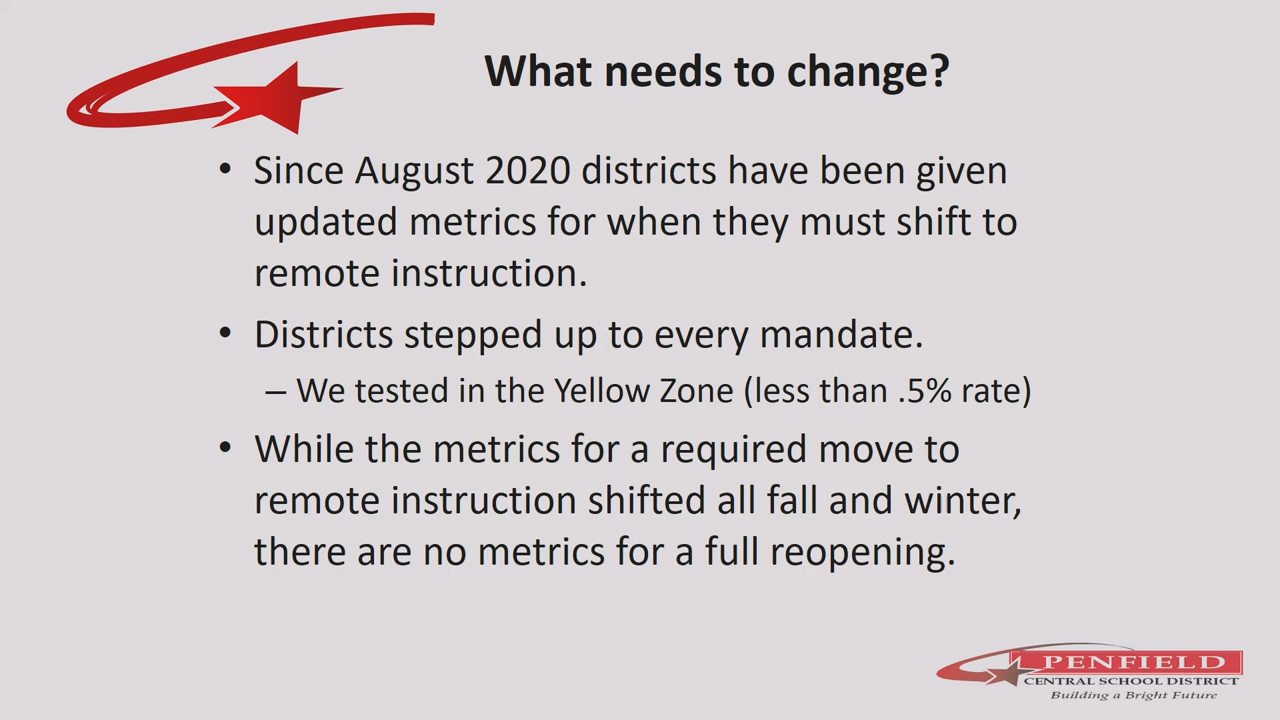 What needs to change?
• Since August 2020 districts have been given
updated metrics for when they must shift to
remote instruction.
• Districts stepped up to every mandate.
– We tested in the Yellow Zone (less than .5% rate)
• While the metrics for a required move to
remote instruction shifted all fall and winter,
there are no metrics for a full reopening.
PENFIELD
CENTRAL SCHOOL DISTRICT
Building a Bright Future